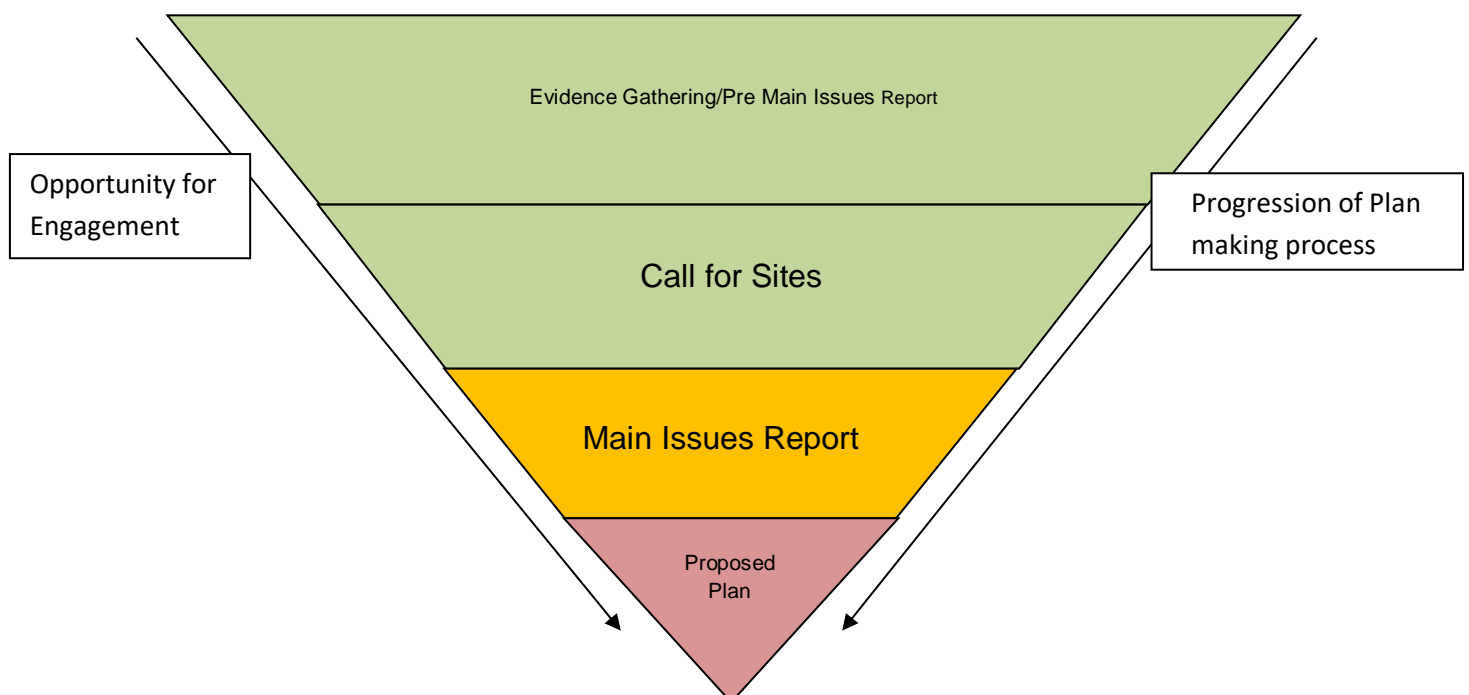 Evidence Gathering/Pre Main Issues Report
Opportunity for
Engagement
Progression of Plan
making process
Call for Sites
Main Issues Report
Proposed
Plan